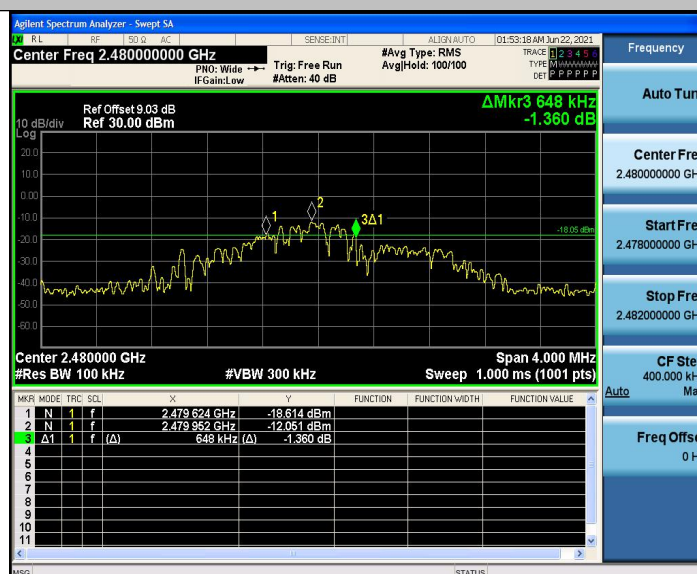 Agilent Spectrum Analyzer - Swept SA
RL RF 50 Ω AC SENSE:INT ALIGN AUTO 01:53:18 AM Jun 22, 2021
Center Freq 2.480000000 GHz
PNO: Wide
IFGain:Low
Trig: Free Run
#Atten: 40 dB
#Avg Type: RMS
Avg|Hold: 100/100
TRACE 1 2 3 4 5 6
TYPE M
DET P P P P P P
ΔMkr3 648 kHz
-1.360 dB
Ref Offset 9.03 dB
10 dB/div Ref 30.00 dBm
Log
20.0
10.0
0.00
-10.0
-20.0
-30.0
-40.0
-50.0
-60.0
1
2
3Δ1
-18.05 dBm
Center 2.480000 GHz Span 4.000 MHz
#Res BW 100 kHz #VBW 300 kHz Sweep 1.000 ms (1001 pts)
MKR MODE TRC SCL X Y FUNCTION FUNCTION WIDTH FUNCTION VALUE
1 N 1 f 2.479 624 GHz -18.614 dBm
2 N 1 f 2.479 952 GHz -12.051 dBm
3 Δ1 1 f (Δ) 648 kHz (Δ) -1.360 dB
4
5
6
7
8
9
10
11
MSG STATUS
Frequency
Auto Tun
Center Fre
2.480000000 GH
Start Fre
2.478000000 GH
Stop Fre
2.482000000 GH
CF Ste
400.000 kH
Auto Ma
Freq Offse
0 H